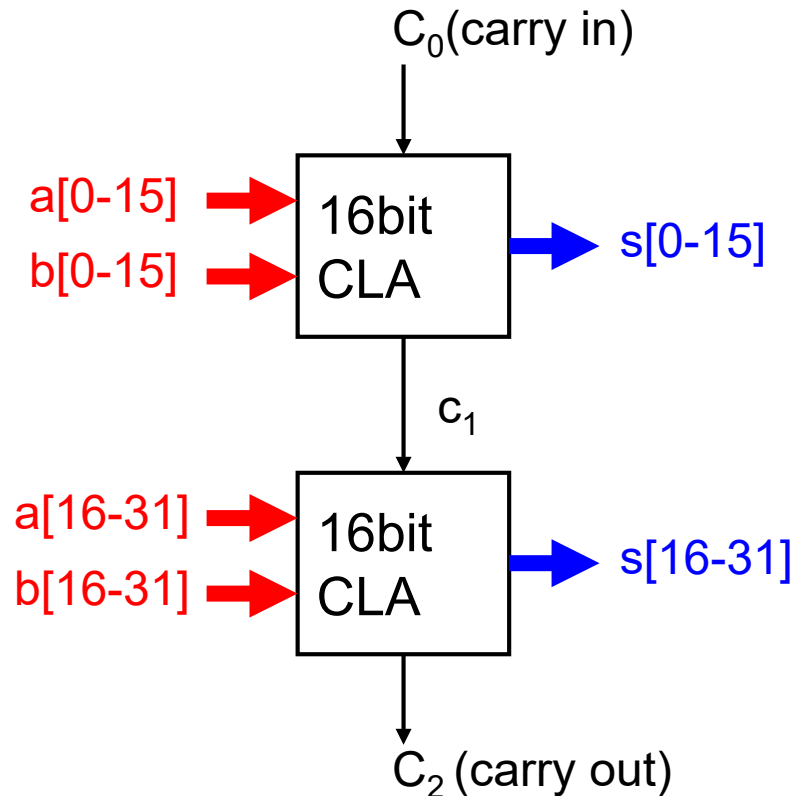 C₀(carry in)
a[0-15]
b[0-15]
16bit
CLA
s[0-15]
c₁
a[16-31]
b[16-31]
16bit
CLA
s[16-31]
C₂ (carry out)